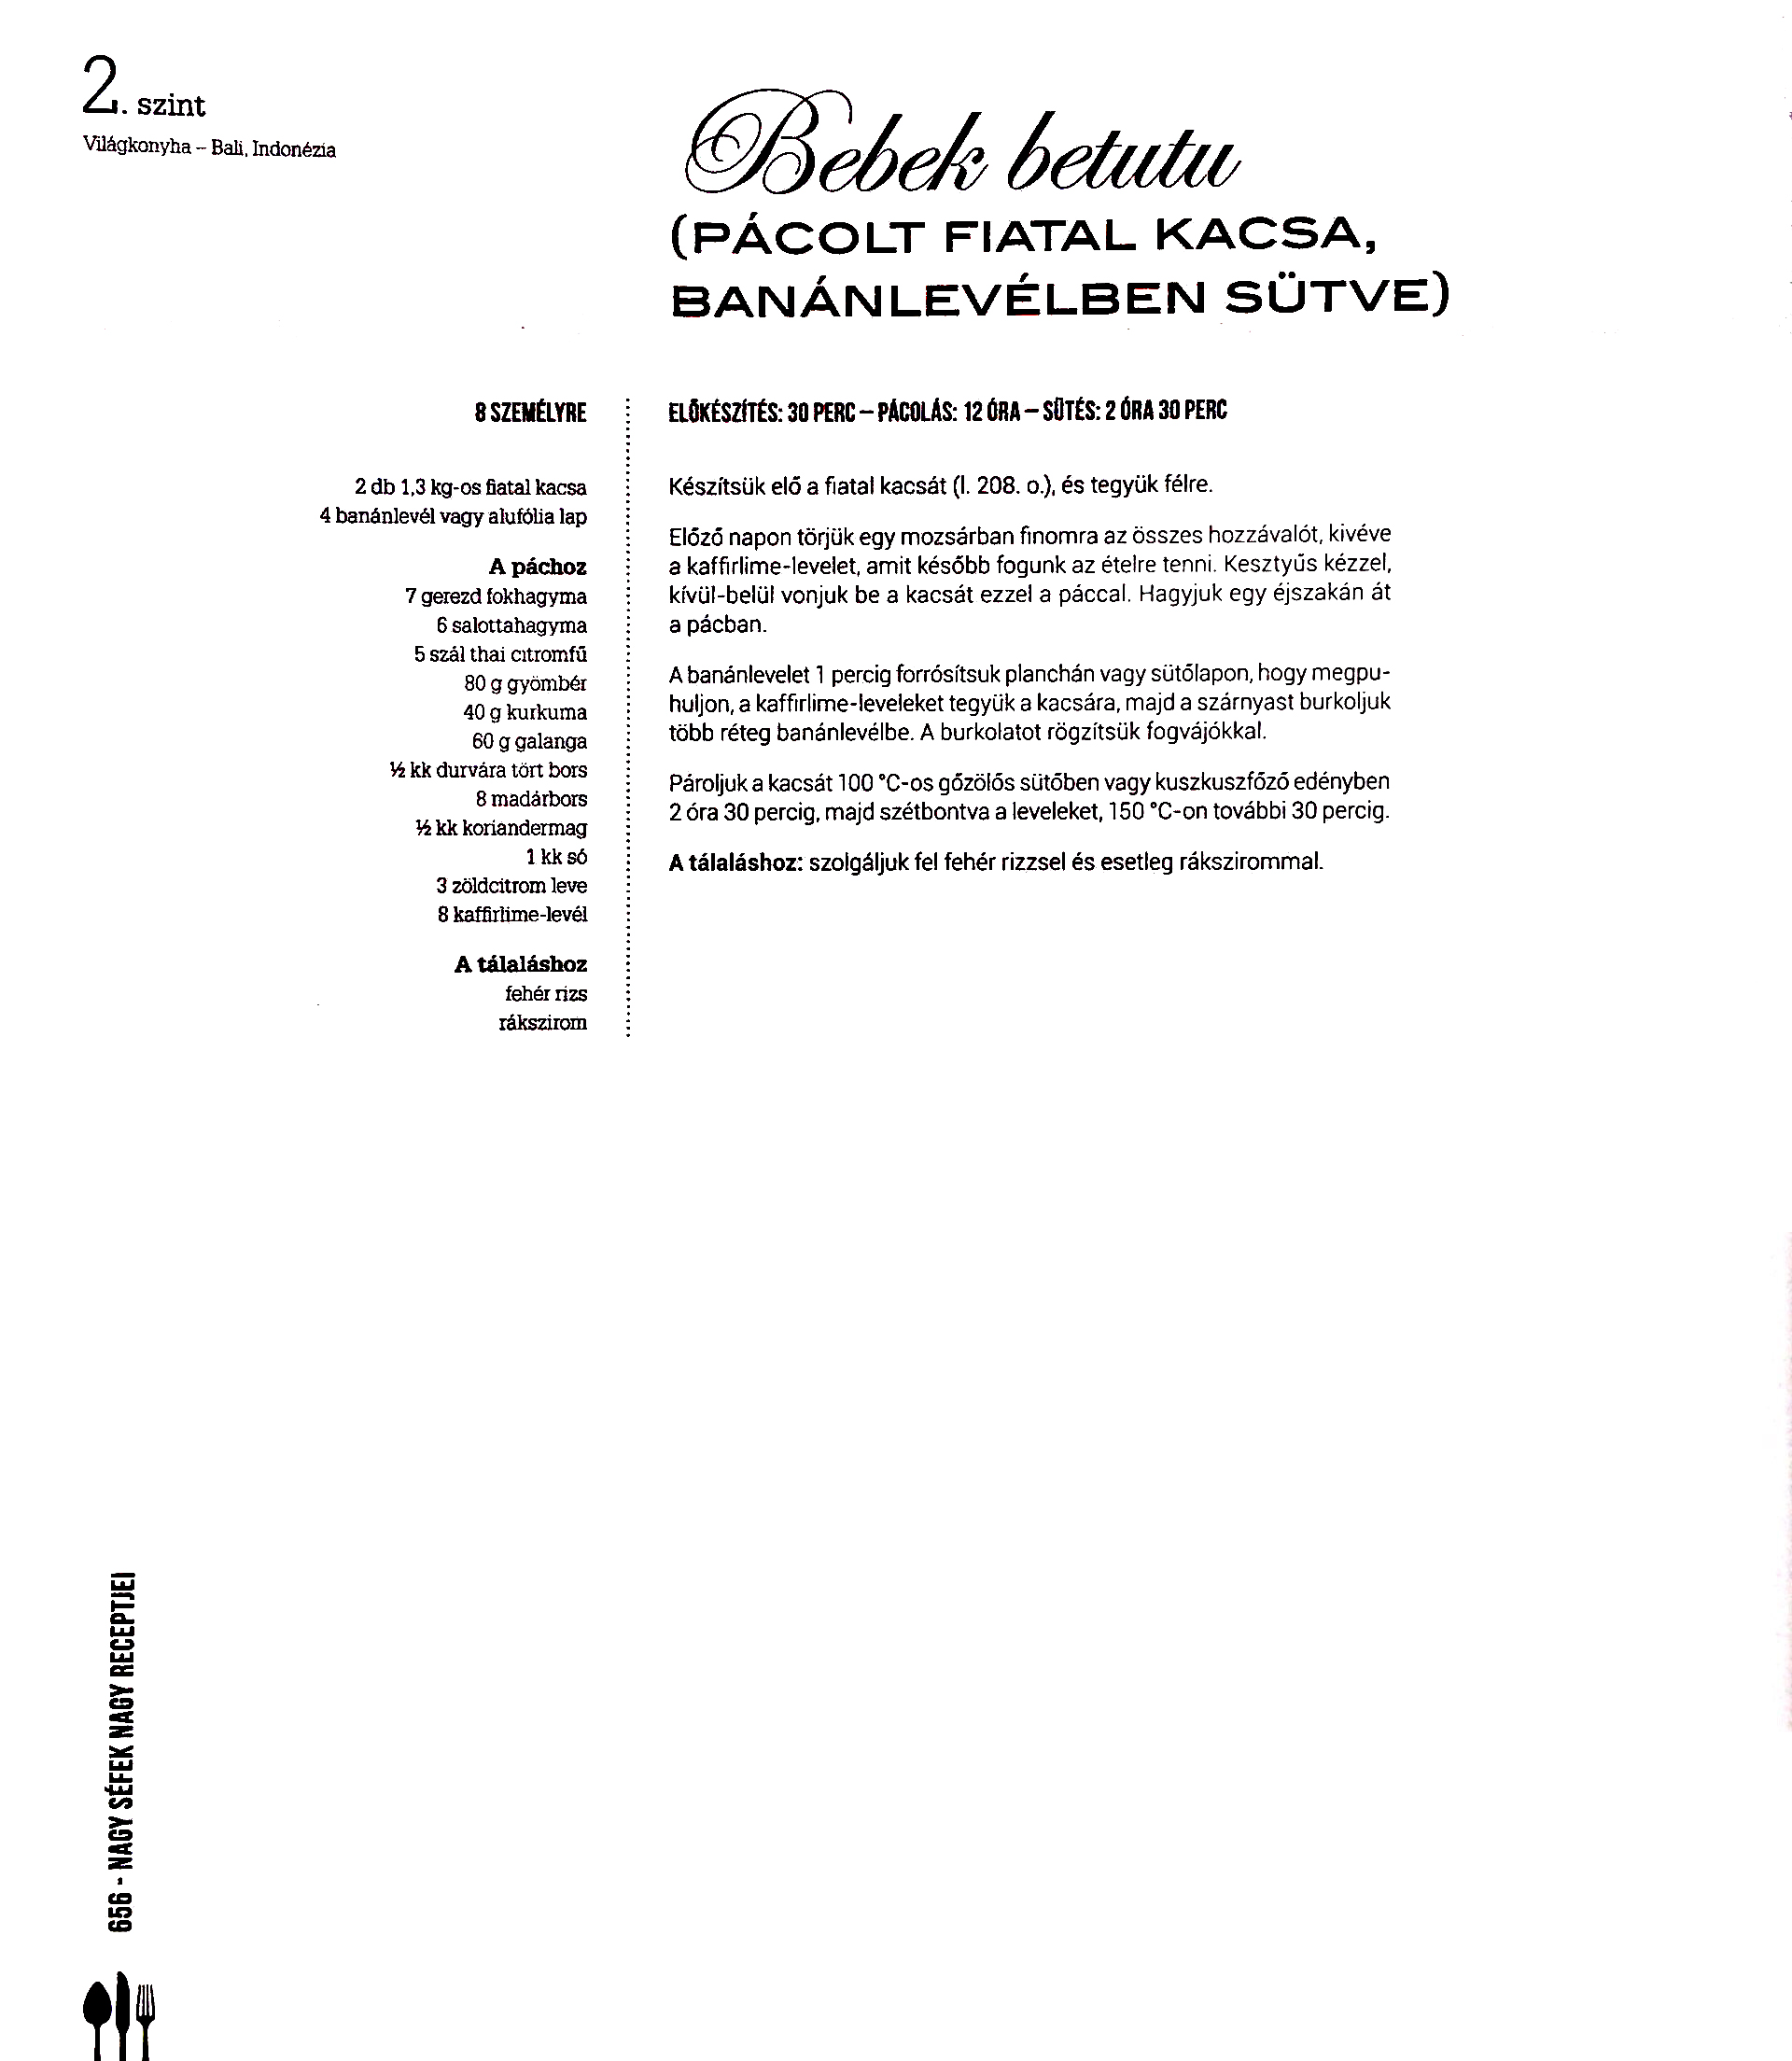 2. szint
Világkonyha – Bali, Indonézia
Bebek betutu
(PÁCOLT FIATAL KACSA,
BANÁNLEVÉLBEN SÜTVE)
8 SZEMÉLYRE
2 db 1,3 kg-os fiatal kacsa
4 banánlevél vagy alufólia lap
A páchoz
7 gerezd fokhagyma
6 salottahagyma
5 szál thai citromfű
80 g gyömbér
40 g kurkuma
60 g galanga
½ kk durvára tört bors
8 madárbors
½ kk koriandermag
1 kk só
3 zöldcitrom leve
8 kaffirlime-levél
A tálaláshoz
fehér rizs
rákszirom
ELŐKÉSZÍTÉS: 30 PERC – PÁCOLÁS: 12 ÓRA – SÜTÉS: 2 ÓRA 30 PERC
Készítsük elő a fiatal kacsát (l. 208. o.), és tegyük félre.
Előző napon törjük egy mozsárban finomra az összes hozzávalót, kivéve
a kaffirlime-levelet, amit később fogunk az ételre tenni. Kesztyűs kézzel,
kívül-belül vonjuk be a kacsát ezzel a páccal. Hagyjuk egy éjszakán át
a pácban.
A banánlevelet 1 percig forrósítsuk planchán vagy sütőlapon, hogy megpu-
huljon, a kaffirlime-leveleket tegyük a kacsára, majd a szárnyast burkoljuk
több réteg banánlevélbe. A burkolatot rögzítsük fogvájókkal.
Pároljuk a kacsát 100 °C-os gőzölős sütőben vagy kuszkuszfőző edényben
2 óra 30 percig, majd szétbontva a leveleket, 150 °C-on további 30 percig.
A tálaláshoz: szolgáljuk fel fehér rizzsel és esetleg rákszirommal.
656 - NAGY SÉFEK NAGY RECEPTJEI